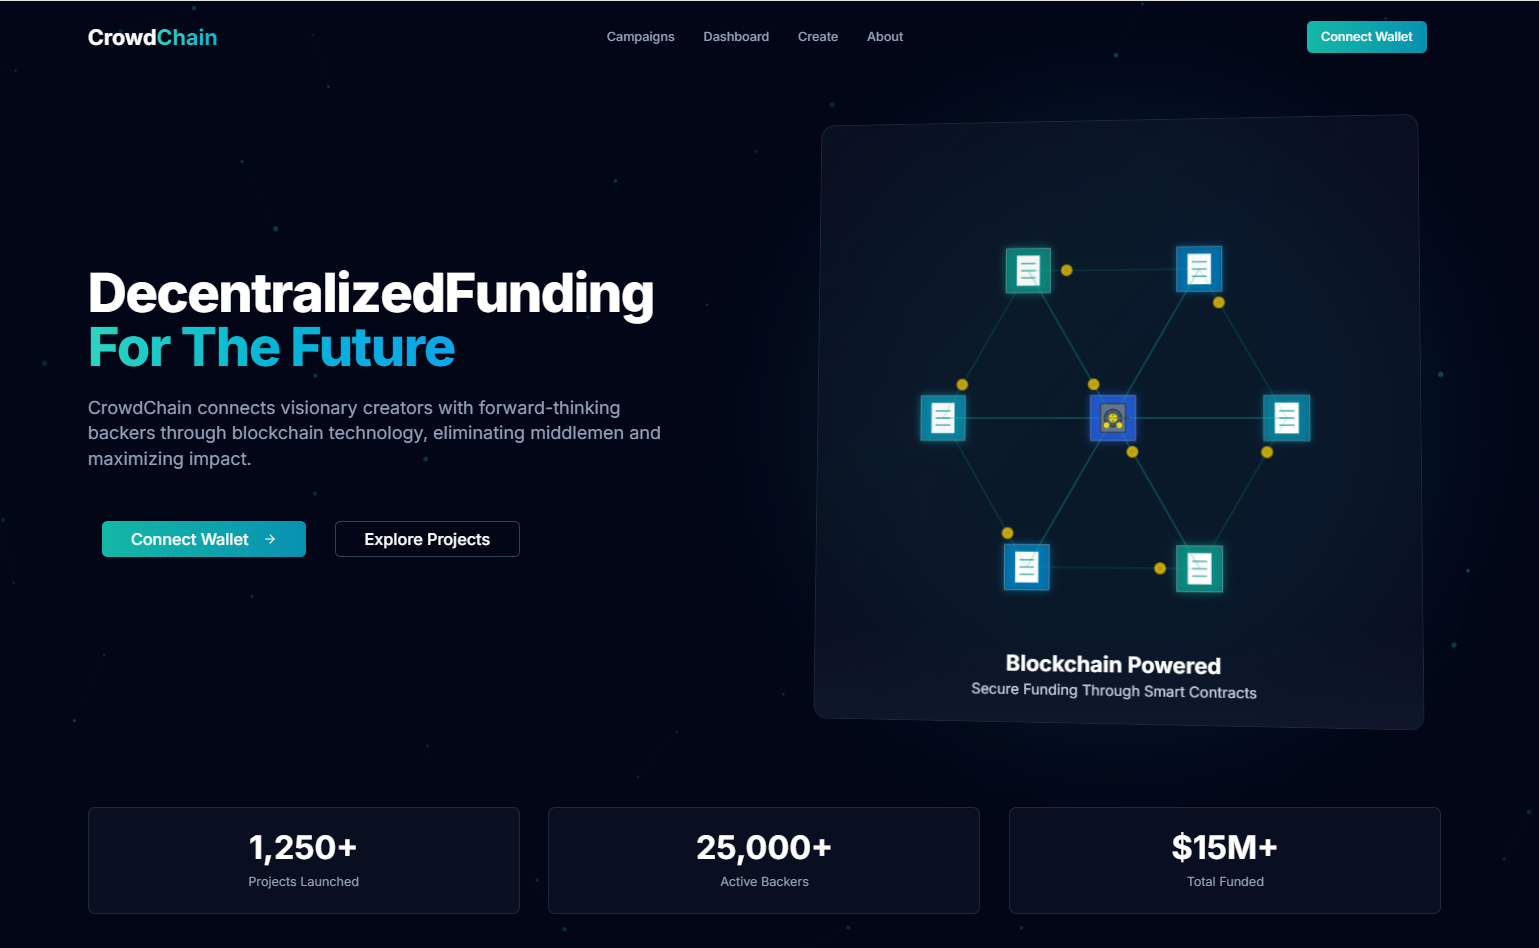 CrowdChain
Campaigns
Dashboard
Create
About
Connect Wallet
DecentralizedFunding
For The Future
CrowdChain connects visionary creators with forward-thinking
backers through blockchain technology, eliminating middlemen and
maximizing impact.
Connect Wallet →
Explore Projects
Blockchain Powered
Secure Funding Through Smart Contracts
1,250+
Projects Launched
25,000+
Active Backers
$15M+
Total Funded